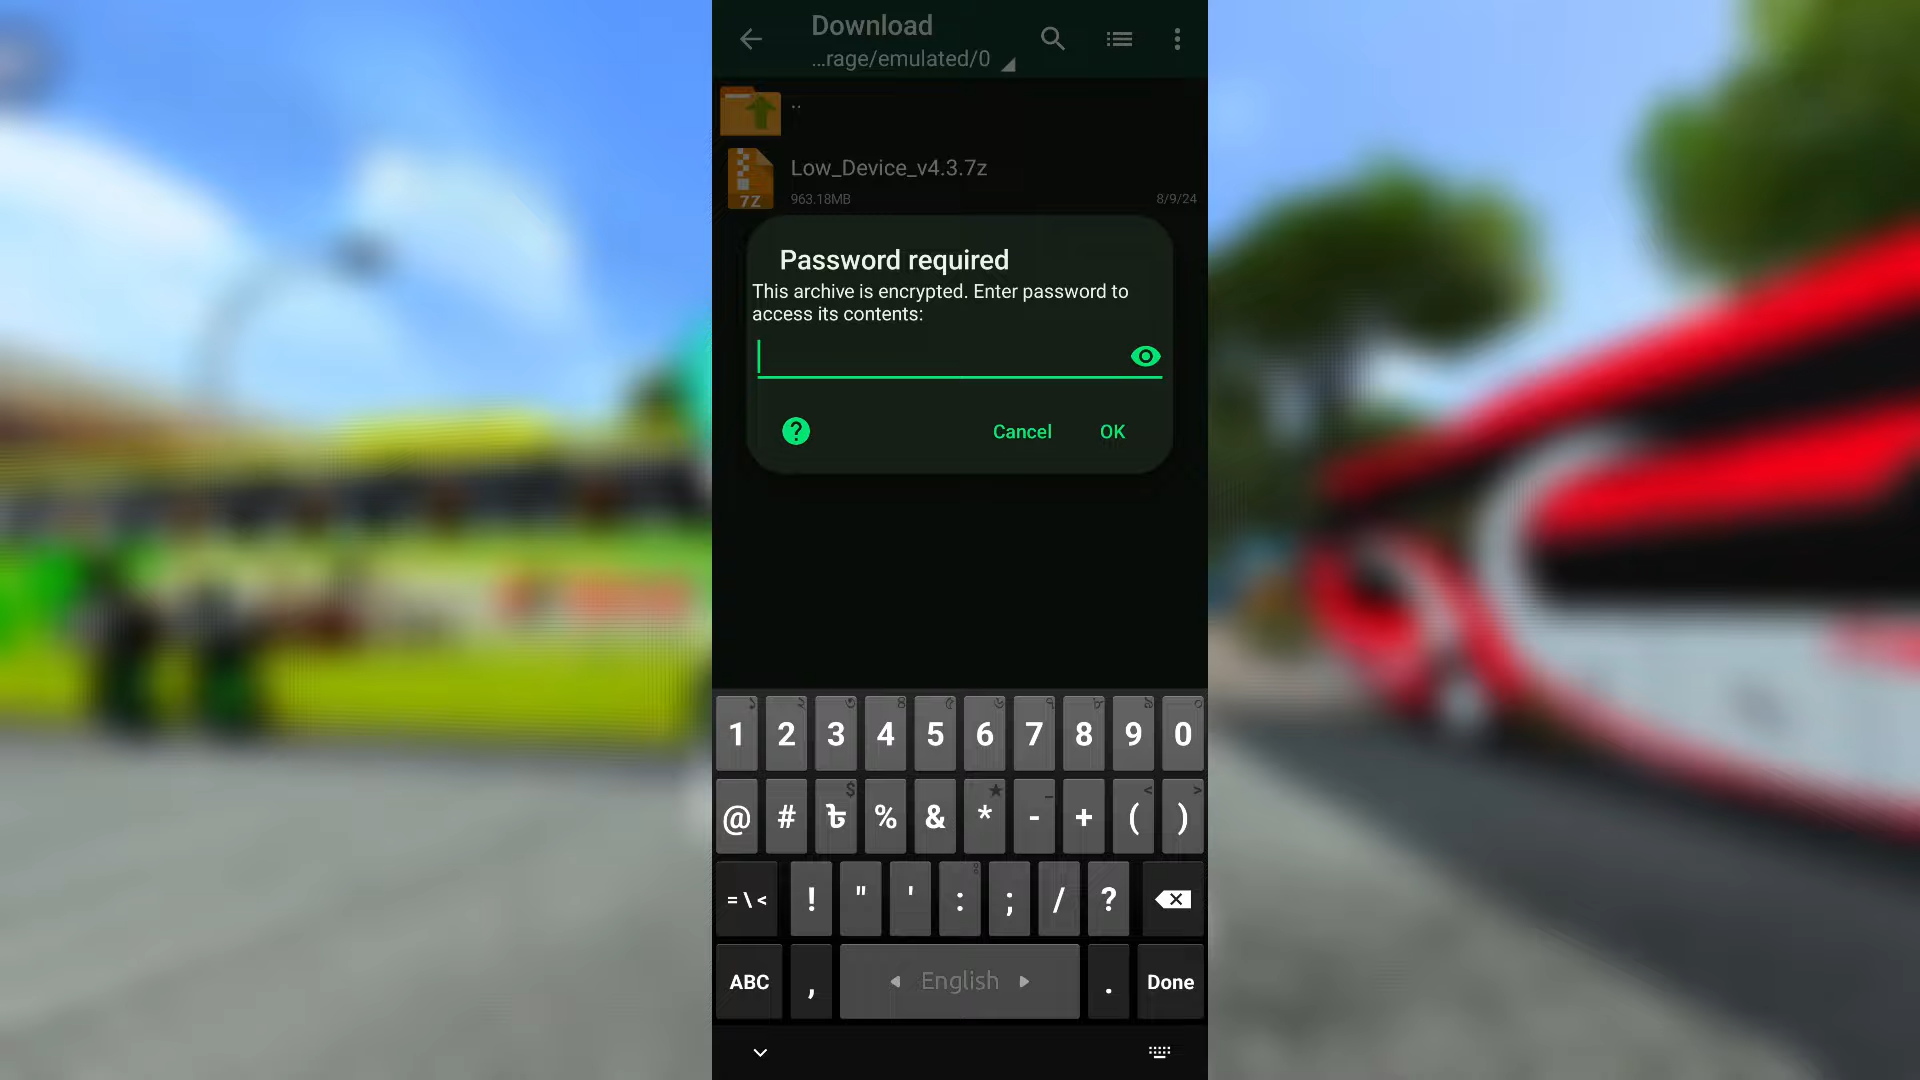 Download
...rage/emulated/0
..
Low_Device_v4.3.7z
7Z
963.18MB
8/9/24
Password required
This archive is encrypted. Enter password to
access its contents:
?
Cancel
OK
1 2 3 4 5 6 7 8 9 0
@ # ৳ % & * - + ( )
= \ < ! " ' : ; / ?
ABC , English . Done